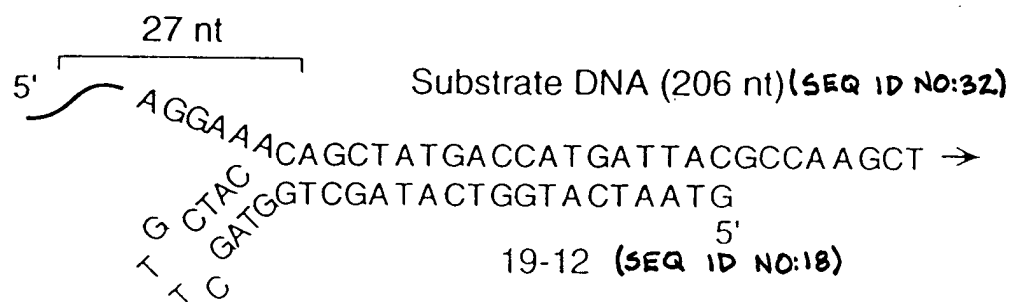 27 nt
5'
Substrate DNA (206 nt) (SEQ ID NO:32)
AGGAAACAGCTATGACCATGATTACGCCAAGCT →
CTAC
GATGGTCGATACTGGTACTAATG
G
T
T
C
5'
19-12 (SEQ ID NO:18)